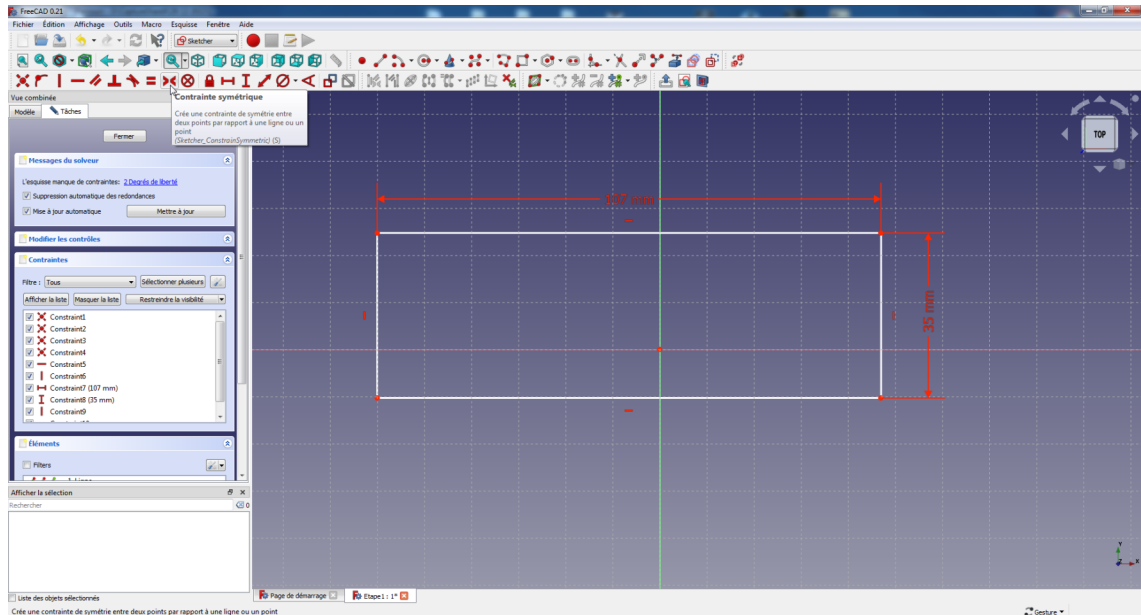 FreeCAD 0.21
Fichier Édition Affichage Outils Macro Esquisse Fenêtre Aide
Sketcher
Vue combinée
Modèle Tâches
Contrainte symétrique
Crée une contrainte de symétrie entre
deux points par rapport à une ligne ou un
point
(Sketcher_ConstrainSymmetric) (S)
Fermer
Messages du solveur
L'esquisse manque de contraintes: 2 Degrés de liberté
Suppression automatique des redondances
Mise à jour automatique Mettre à jour
Modifier les contrôles
Contraintes
Filtre : Tous Sélectionner plusieurs
Afficher la liste Masquer la liste Restreindre la visibilité
Constraint1
Constraint2
Constraint3
Constraint4
Constraint5
Constraint6
Constraint7 (107 mm)
Constraint8 (35 mm)
Constraint9
Éléments
Filters
Afficher la sélection
Rechercher
0
Liste des objets sélectionnés
Crée une contrainte de symétrie entre deux points par rapport à une ligne ou un point
107 mm
35 mm
TOP
Y
Z X
Page de démarrage Etape1 : 1*
Gesture